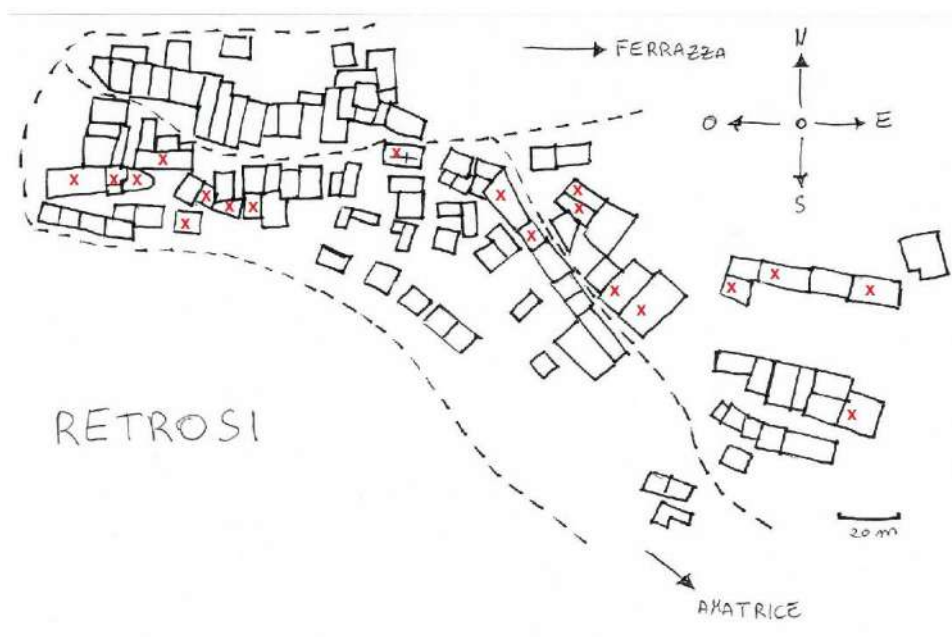 N
FERRAZZA
O E
S
RETROSI
20 m
AMATRICE